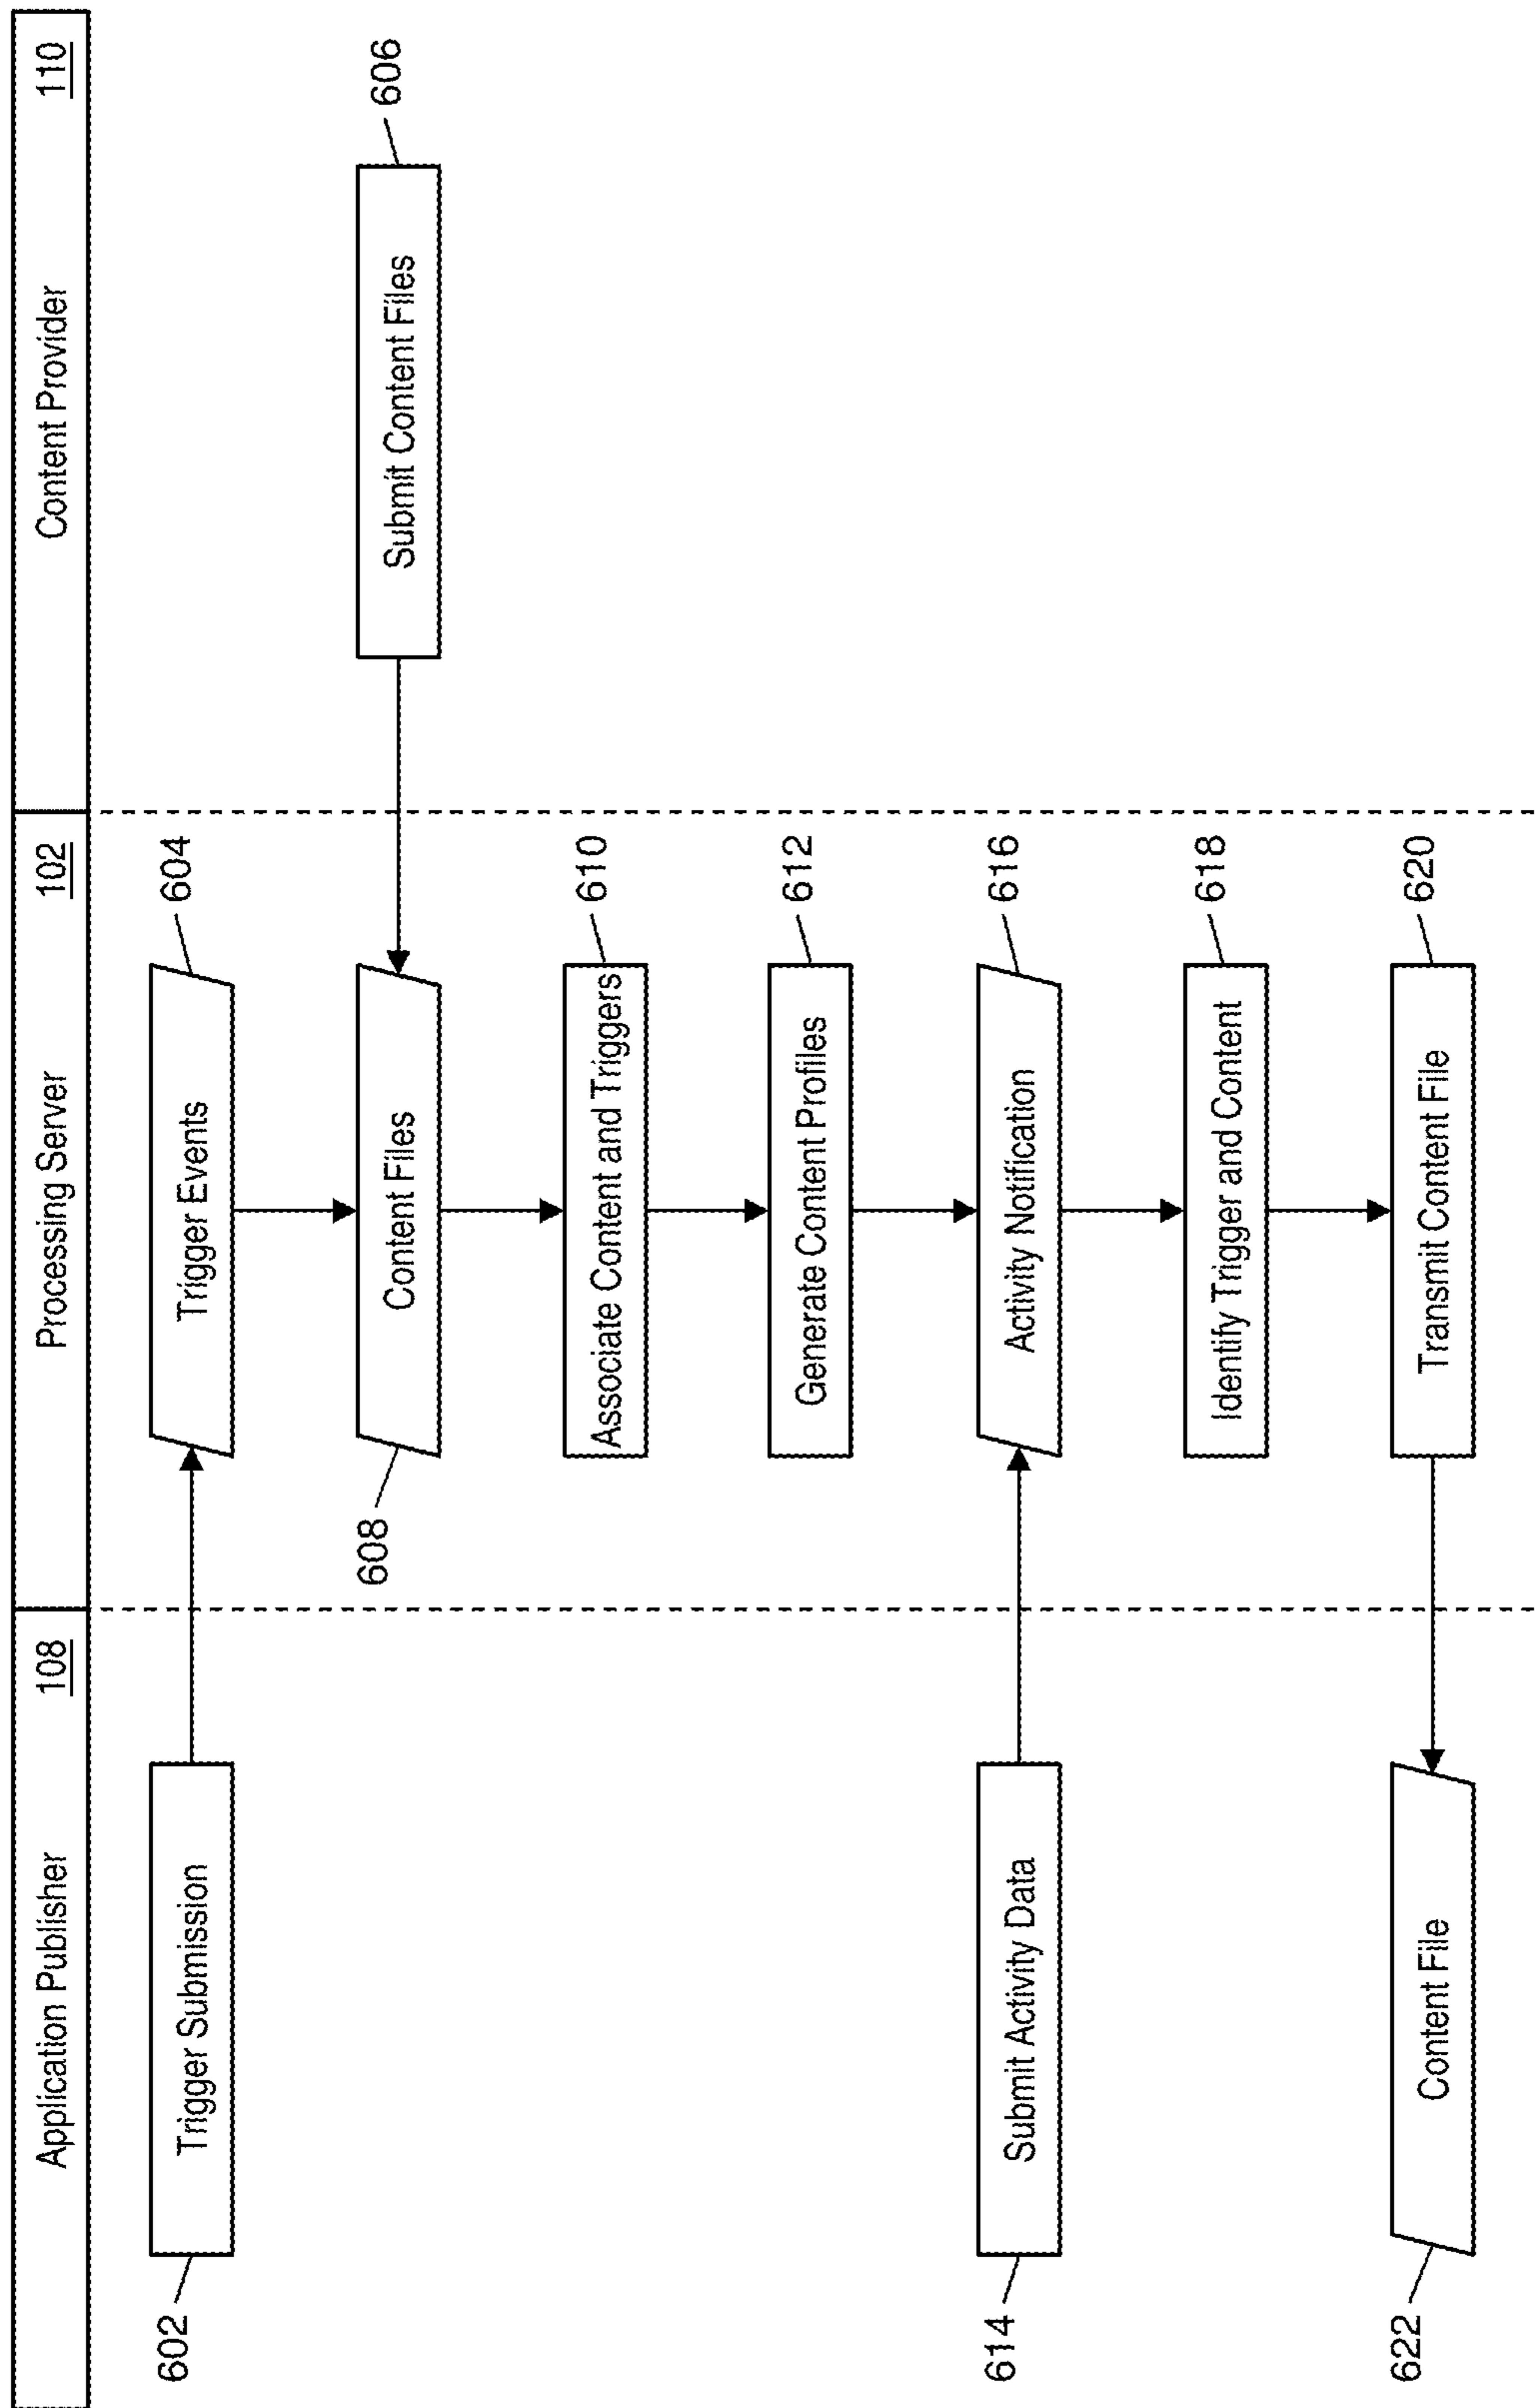 Application Publisher 108
Processing Server 102
Content Provider 110
602
Trigger Submission
Trigger Events
604
Content Files
608
Submit Content Files
606
Associate Content and Triggers
610
Generate Content Profiles
612
614
Submit Activity Data
Activity Notification
616
Identify Trigger and Content
618
Transmit Content File
620
622
Content File